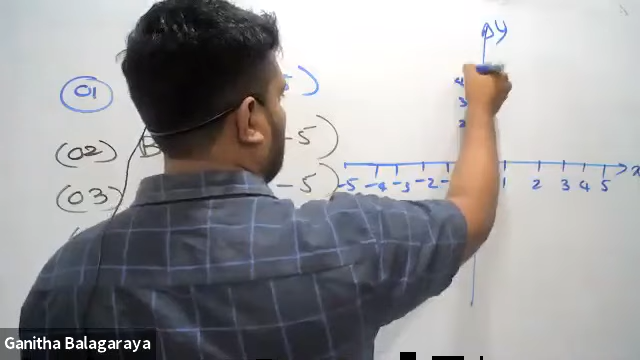 y
01 )
4
(02) B -5)
3
2
-5 -4 -3 -2 - 1 2 3 4 5 x
(03) -5)
Ganitha Balagaraya